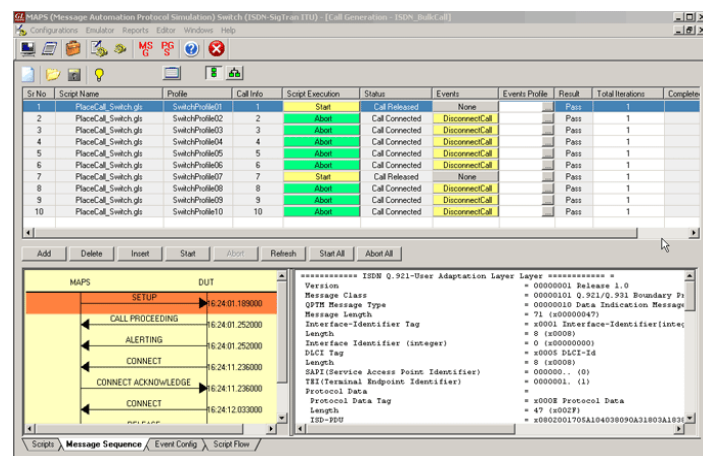 MAPS (Message Automation Protocol Simulation) Switch (ISDN-SigTran ITU) - [Call Generation - ISDN_BulkCall]
Configurations Emulator Reports Editor Windows Help
MSG PGS
Sr No Script Name Profile Call Info Script Execution Status Events Events Profile Result Total Iterations Complete
1 PlaceCall_Switch.gls SwitchProfile01 1 Start Call Released None ... Pass 1
2 PlaceCall_Switch.gls SwitchProfile02 2 Abort Call Connected DisconnectCall ... Pass 1
3 PlaceCall_Switch.gls SwitchProfile03 3 Abort Call Connected DisconnectCall ... Pass 1
4 PlaceCall_Switch.gls SwitchProfile04 4 Abort Call Connected DisconnectCall ... Pass 1
5 PlaceCall_Switch.gls SwitchProfile05 5 Abort Call Connected DisconnectCall ... Pass 1
6 PlaceCall_Switch.gls SwitchProfile06 6 Abort Call Connected DisconnectCall ... Pass 1
7 PlaceCall_Switch.gls SwitchProfile07 7 Start Call Released None ... Pass 1
8 PlaceCall_Switch.gls SwitchProfile08 8 Abort Call Connected DisconnectCall ... Pass 1
9 PlaceCall_Switch.gls SwitchProfile09 9 Abort Call Connected DisconnectCall ... Pass 1
10 PlaceCall_Switch.gls SwitchProfile10 10 Abort Call Connected DisconnectCall ... Pass 1
Add Delete Insert Start Abort Refresh Start All Abort All
MAPS DUT
SETUP 16:24:01.189000
CALL PROCEEDING 16:24:01.252000
ALERTING 16:24:01.252000
CONNECT 16:24:11.236000
CONNECT ACKNOWLEDGE 16:24:11.236000
CONNECT 16:24:12.033000
RELEASE
============ ISDN Q.921-User Adaptation Layer Layer ============ =
Version = 00000001 Release 1.0
Message Class = 00000101 Q.921/Q.931 Boundary Pr
QPTM Message Type = 00000010 Data Indication Message
Message Length = 71 (x00000047)
Interface-Identifier Tag = x0001 Interface-Identifier[integ
Length = 8 (x0008)
Interface Identifier (integer) = 0 (x00000000)
DLCI Tag = x0005 DLCI-Id
Length = 8 (x0008)
SAPI(Service Access Point Identifier) = 000000.. (0)
TEI(Terminal Endpoint Identifier) = 0000001. (1)
Protocol Data =
Protocol Data Tag = x000E Protocol Data
Length = 47 (x002F)
ISD-PDU = x0802001705A104038090A31803A183
Scripts Message Sequence Event Config Script Flow